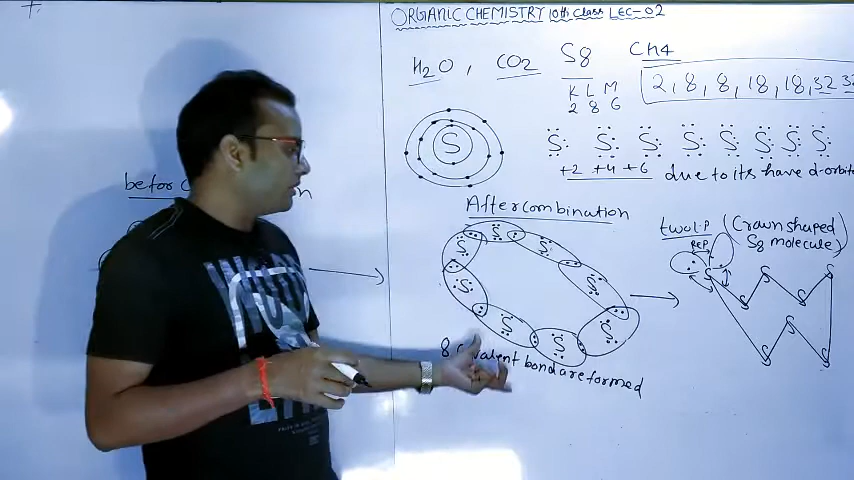 ORGANIC CHEMISTRY 10th Class LEC-02
H2O , CO2 S8 CH4
K L M
2 8 6
2, 8, 8, 18, 18, 32
S
S S S S S S S S
+2 +4 +6 due to its have d-orbit
befor
After combination
S S S S S S S S
8 covalent bond are formed
two l.P (Crown shaped
S8 molecule)
REP
S S S S S S S S